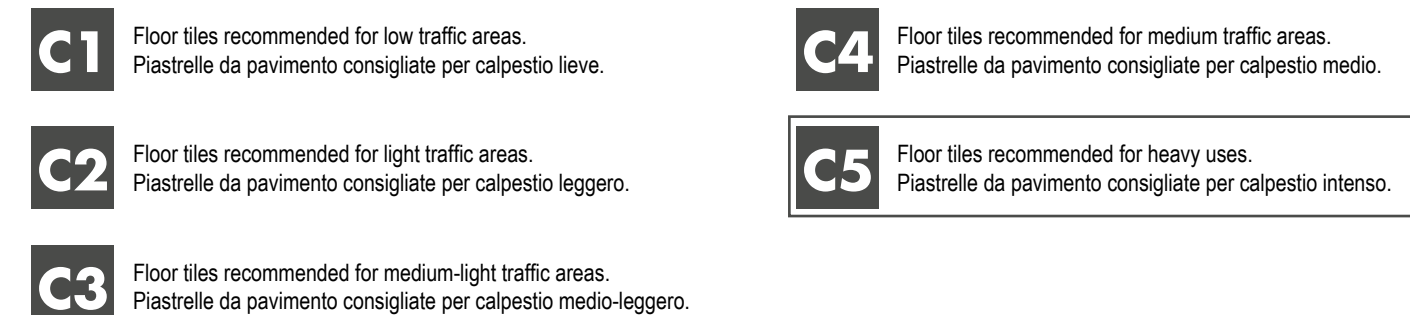 C1
Floor tiles recommended for low traffic areas.
Piastrelle da pavimento consigliate per calpestio lieve.
C2
Floor tiles recommended for light traffic areas.
Piastrelle da pavimento consigliate per calpestio leggero.
C3
Floor tiles recommended for medium-light traffic areas.
Piastrelle da pavimento consigliate per calpestio medio-leggero.
C4
Floor tiles recommended for medium traffic areas.
Piastrelle da pavimento consigliate per calpestio medio.
C5
Floor tiles recommended for heavy uses.
Piastrelle da pavimento consigliate per calpestio intenso.